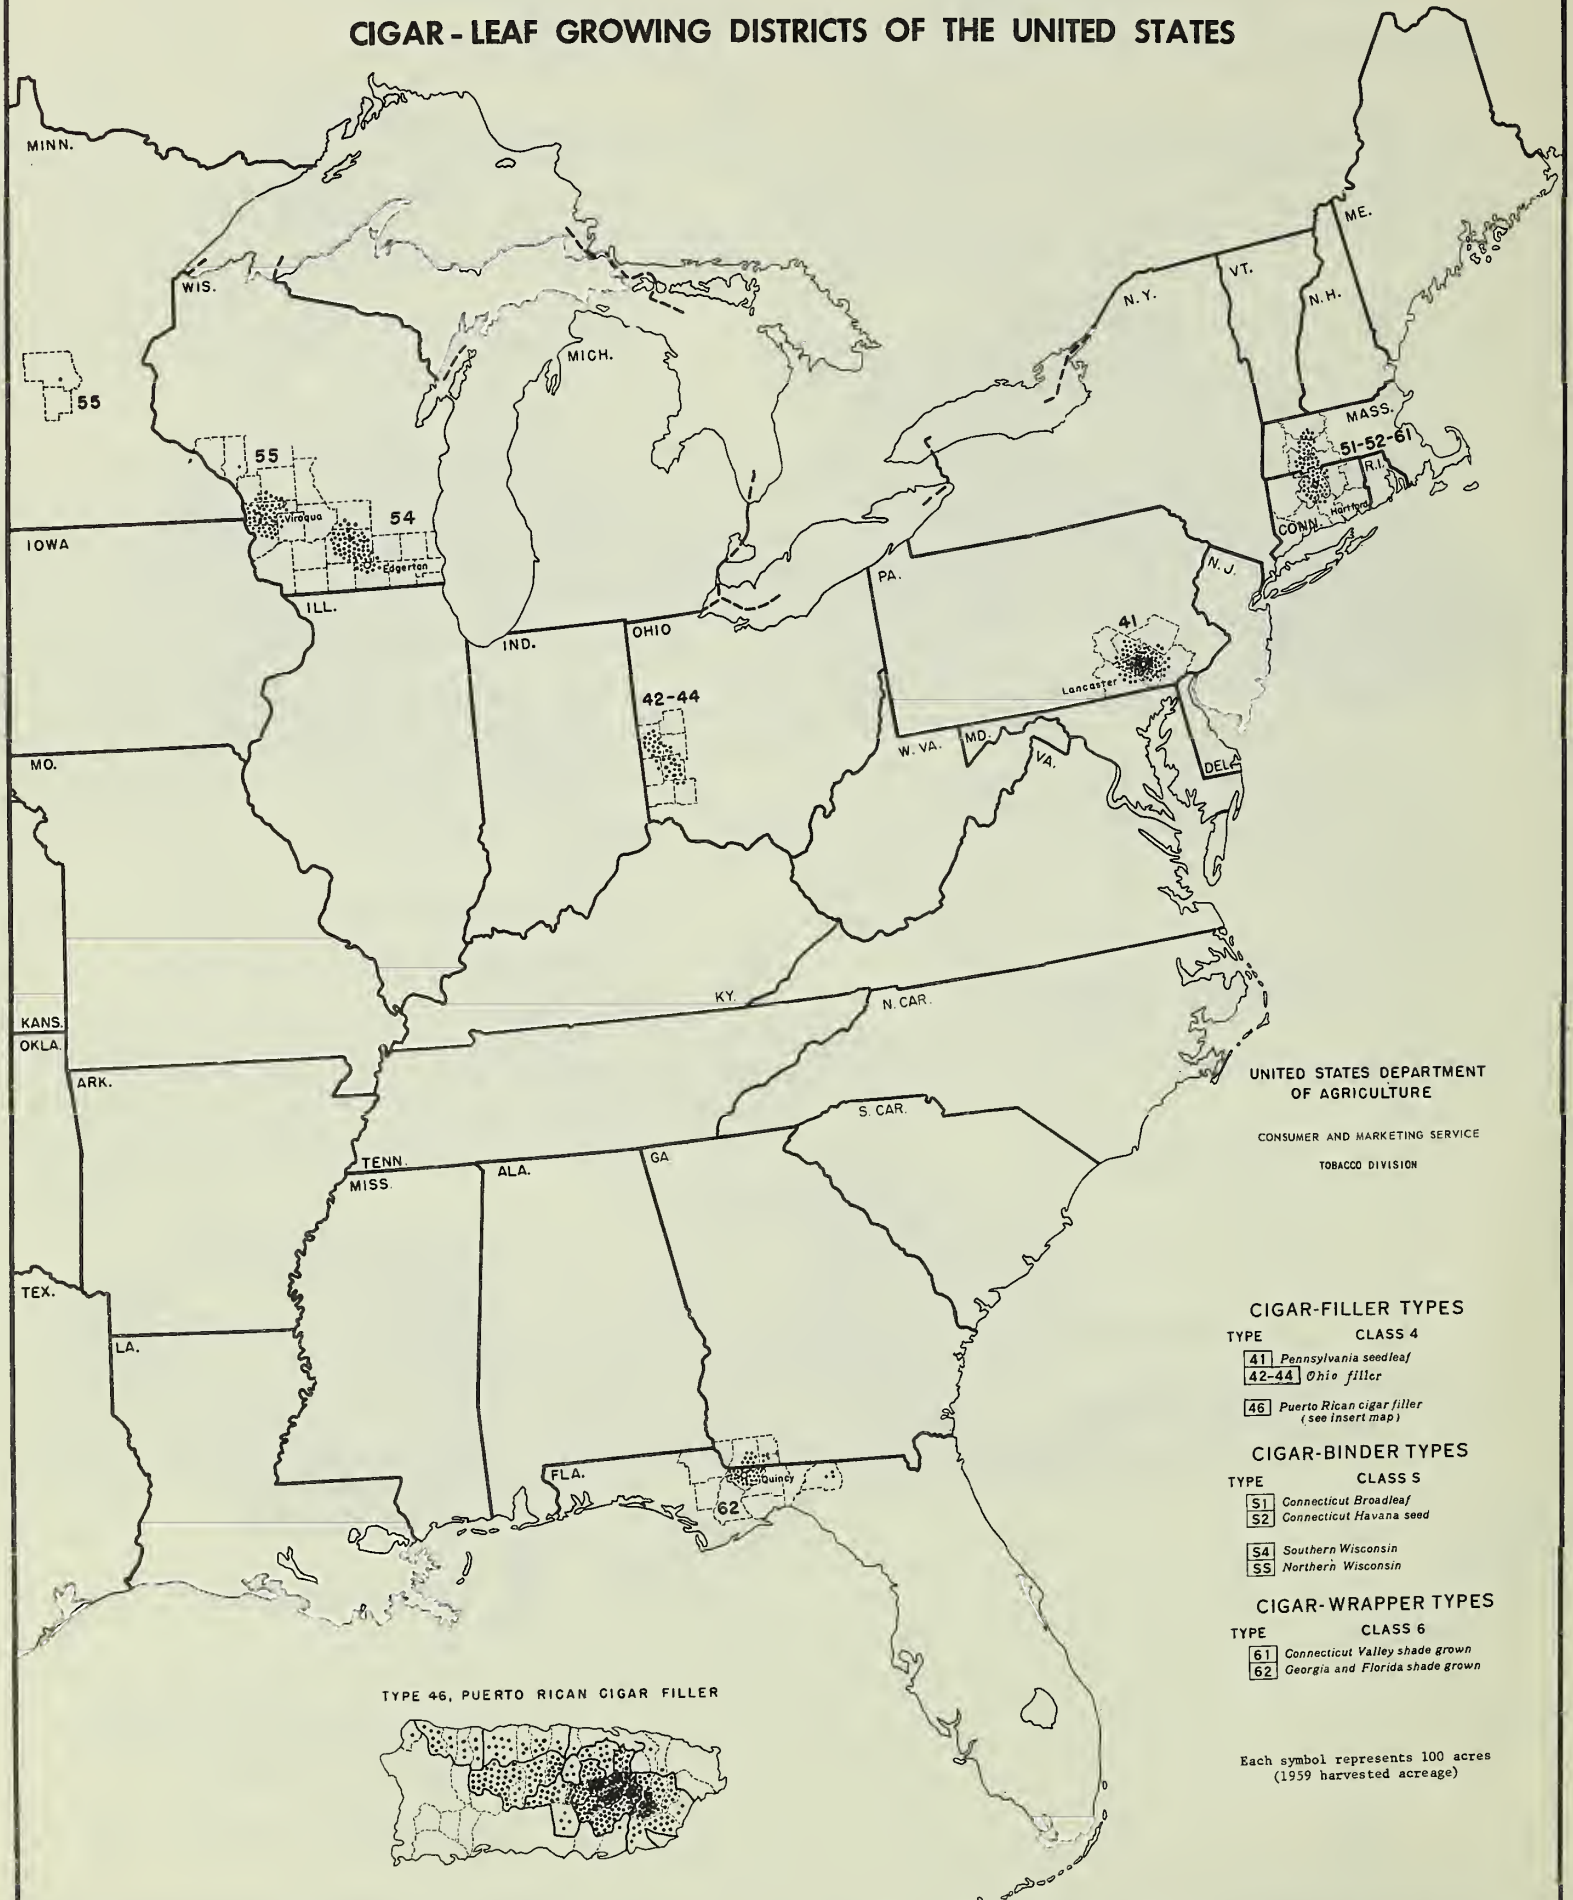 CIGAR - LEAF GROWING DISTRICTS OF THE UNITED STATES
MINN.
ME.
VT.
N.Y.
N.H.
WIS.
MICH.
55
MASS.
51-52-61
R.I.
55
54
Viroqua
Hartford
CONN.
IOWA
Edgerton
N.J.
PA.
ILL.
41
OHIO
IND.
Lancaster
42-44
W. VA.
MD.
VA.
DEL.
MO.
KY.
N. CAR.
KANS.
OKLA.
UNITED STATES DEPARTMENT
OF AGRICULTURE
ARK.
S. CAR.
CONSUMER AND MARKETING SERVICE
TENN.
ALA.
GA
TOBACCO DIVISION
MISS.
TEX.
LA.
CIGAR-FILLER TYPES
TYPE CLASS 4
41 Pennsylvania seedleaf
42-44 Ohio filler
46 Puerto Rican cigar filler
(see insert map)
CIGAR-BINDER TYPES
TYPE CLASS S
S1 Connecticut Broadleaf
S2 Connecticut Havana seed
S4 Southern Wisconsin
SS Northern Wisconsin
FLA.
Quincy
62
CIGAR-WRAPPER TYPES
TYPE CLASS 6
61 Connecticut Valley shade grown
62 Georgia and Florida shade grown
TYPE 46, PUERTO RICAN CIGAR FILLER
Each symbol represents 100 acres
(1959 harvested acreage)